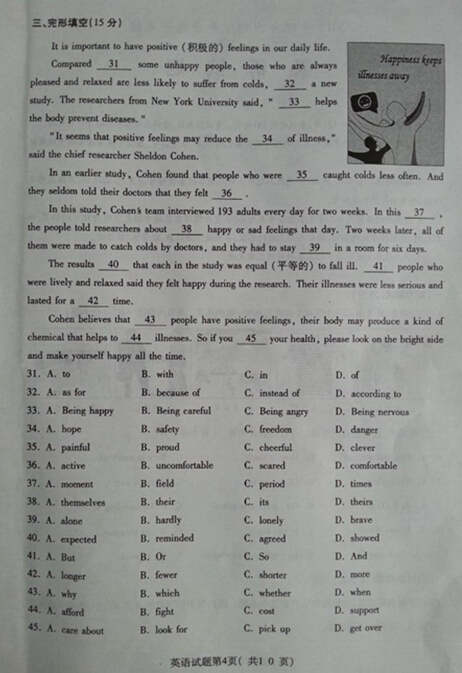 三、完形填空(15分)
It is important to have positive (积极的) feelings in our daily life.
Compared 31 some unhappy people, those who are always
pleased and relaxed are less likely to suffer from colds, 32 a new
study. The researchers from New York University said, " 33 helps
the body prevent diseases. "
"It seems that positive feelings may reduce the 34 of illness,"
said the chief researcher Sheldon Cohen.
Happiness keeps
illnesses away
In an earlier study, Cohen found that people who were 35 caught colds less often. And
they seldom told their doctors that they felt 36 .
In this study, Cohen's team interviewed 193 adults every day for two weeks. In this 37 ,
the people told researchers about 38 happy or sad feelings that day. Two weeks later, all of
them were made to catch colds by doctors, and they had to stay 39 in a room for six days.
The results 40 that each in the study was equal (平等的) to fall ill. 41 people who
were lively and relaxed said they felt happy during the research. Their illnesses were less serious and
lasted for a 42 time.
Cohen believes that 43 people have positive feelings, their body may produce a kind of
chemical that helps to 44 illnesses. So if you 45 your health, please look on the bright side
and make yourself happy all the time.
31. A. to B. with C. in D. of
32. A. as for B. because of C. instead of D. according to
33. A. Being happy B. Being careful C. Being angry D. Being nervous
34. A. hope B. safety C. freedom D. danger
35. A. painful B. proud C. cheerful D. clever
36. A. active B. uncomfortable C. scared D. comfortable
37. A. moment B. field C. period D. times
38. A. themselves B. their C. its D. theirs
39. A. alone B. hardly C. lonely D. brave
40. A. expected B. reminded C. agreed D. showed
41. A. But B. Or C. So D. And
42. A. longer B. fewer C. shorter D. more
43. A. why B. which C. whether D. when
44. A. afford B. fight C. cost D. support
45. A. care about B. look for C. pick up D. get over
英语试题第4页( 共1 0 页)